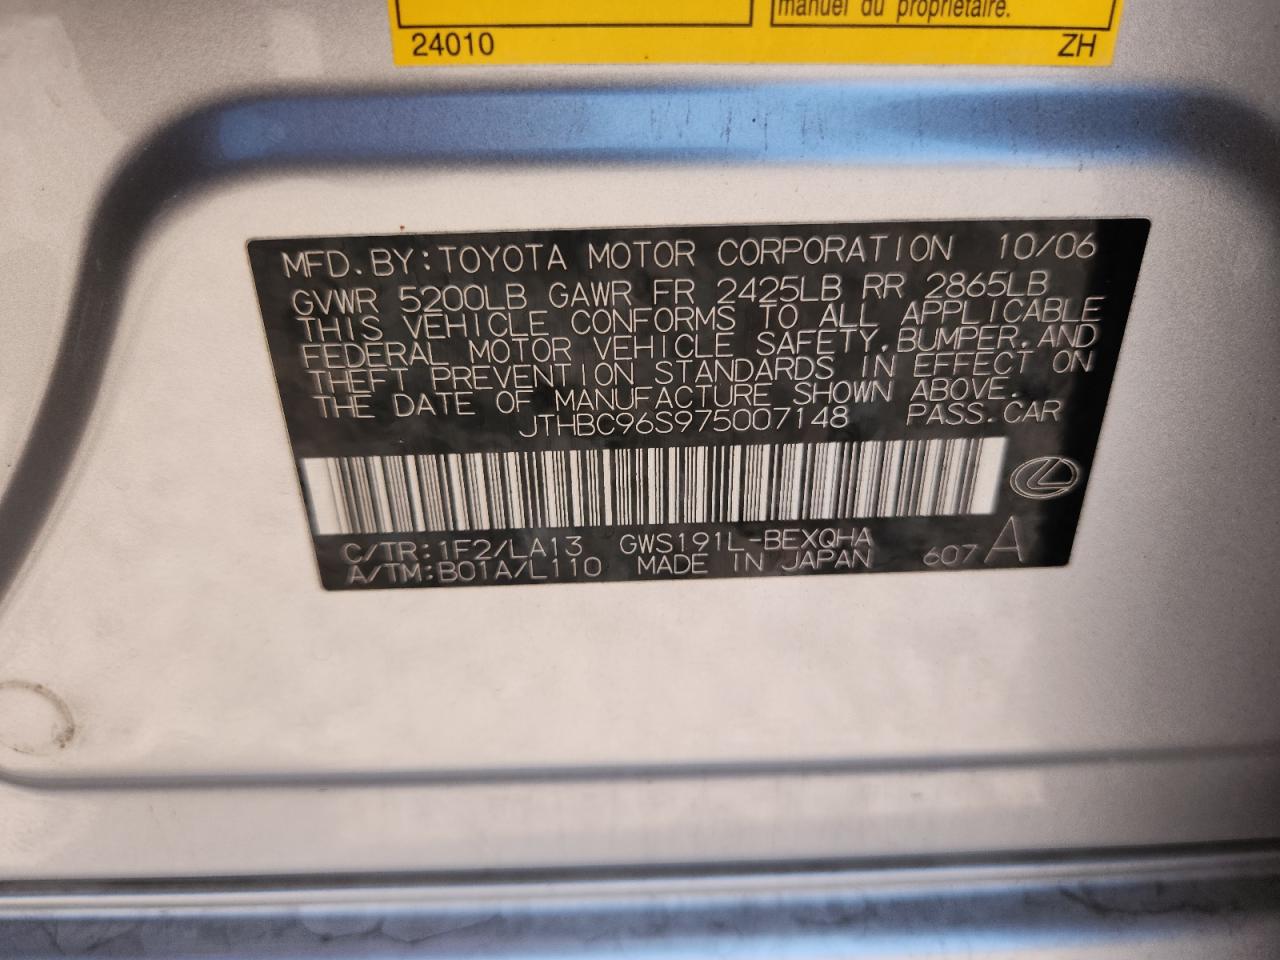 manuel du propriétaire.
24010 ZH
MFD. BY: TOYOTA MOTOR CORPORATION 10/06
GVWR 5200LB GAWR FR 2425LB RR 2865LB
THIS VEHICLE CONFORMS TO ALL APPLICABLE
FEDERAL MOTOR VEHICLE SAFETY, BUMPER, AND
THEFT PREVENTION STANDARDS IN EFFECT ON
THE DATE OF MANUFACTURE SHOWN ABOVE.
JTHBC96S975007148 PASS. CAR
C/TR: 1F2/LA13 GWS191L-BEXQHA
A/TM: B01A/L110 MADE IN JAPAN 607 A